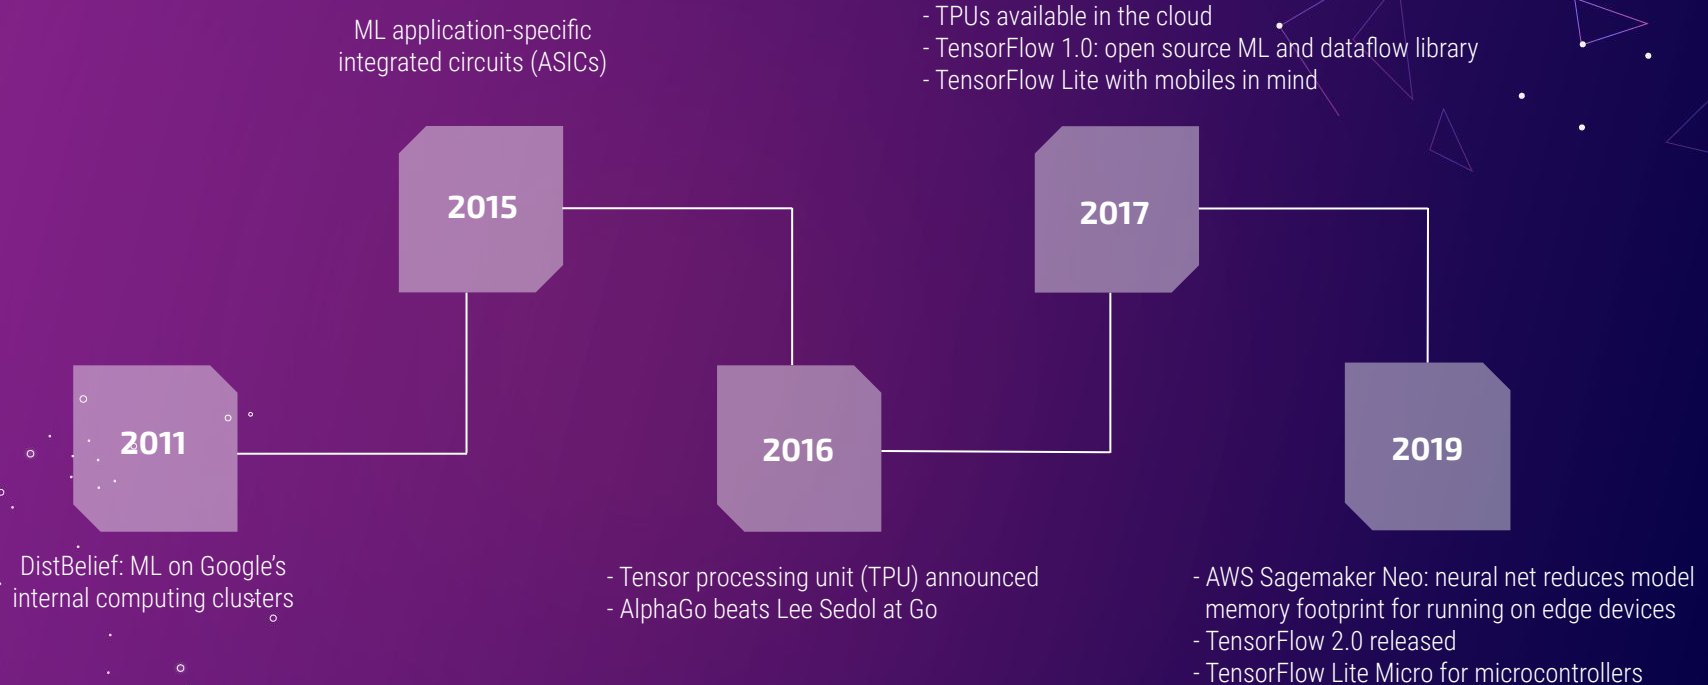 ML application-specific
integrated circuits (ASICs)
- TPUs available in the cloud
- TensorFlow 1.0: open source ML and dataflow library
- TensorFlow Lite with mobiles in mind
2015
2017
2011
2016
2019
DistBelief: ML on Google’s
internal computing clusters
- Tensor processing unit (TPU) announced
- AlphaGo beats Lee Sedol at Go
- AWS Sagemaker Neo: neural net reduces model
memory footprint for running on edge devices
- TensorFlow 2.0 released
- TensorFlow Lite Micro for microcontrollers